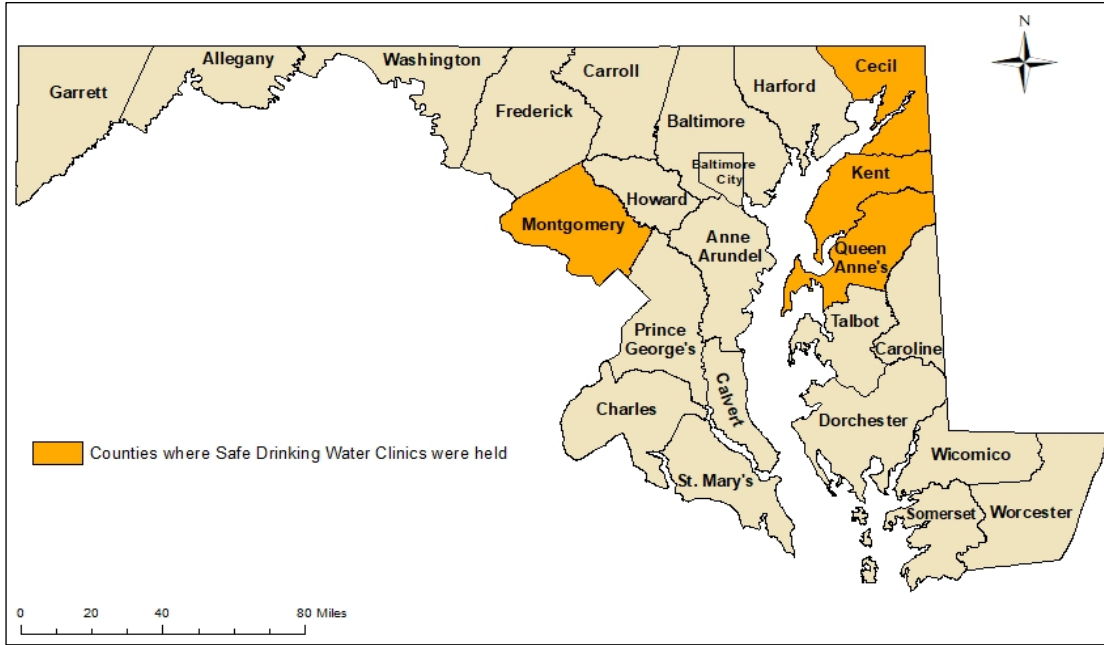 N
Garrett
Allegany
Washington
Frederick
Carroll
Baltimore
Harford
Cecil
Baltimore
City
Kent
Howard
Montgomery
Anne
Arundel
Queen
Anne's
Talbot
Caroline
Prince
George's
Calvert
Charles
Dorchester
Counties where Safe Drinking Water Clinics were held
Wicomico
St. Mary's
Somerset
Worcester
0 20 40 80 Miles